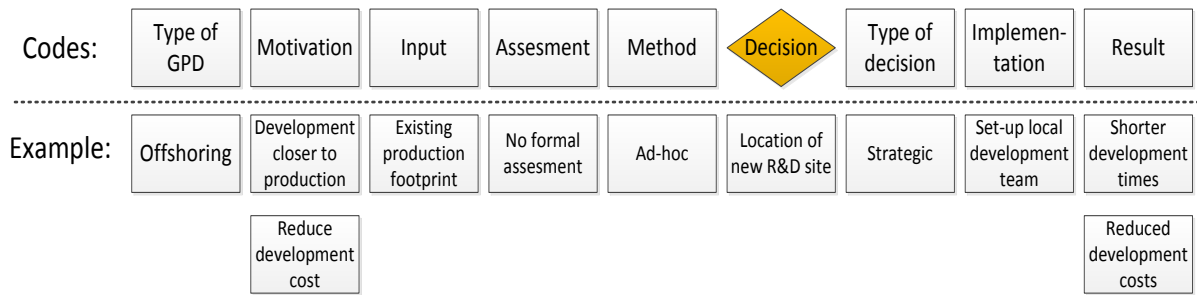 Codes:
Type of
GPD
Motivation
Input
Assesment
Method
Decision
Type of
decision
Implemen-
tation
Result
Example:
Offshoring
Development
closer to
production
Existing
production
footprint
No formal
assesment
Ad-hoc
Location of
new R&D site
Strategic
Set-up local
development
team
Shorter
development
times
Reduce
development
cost
Reduced
development
costs